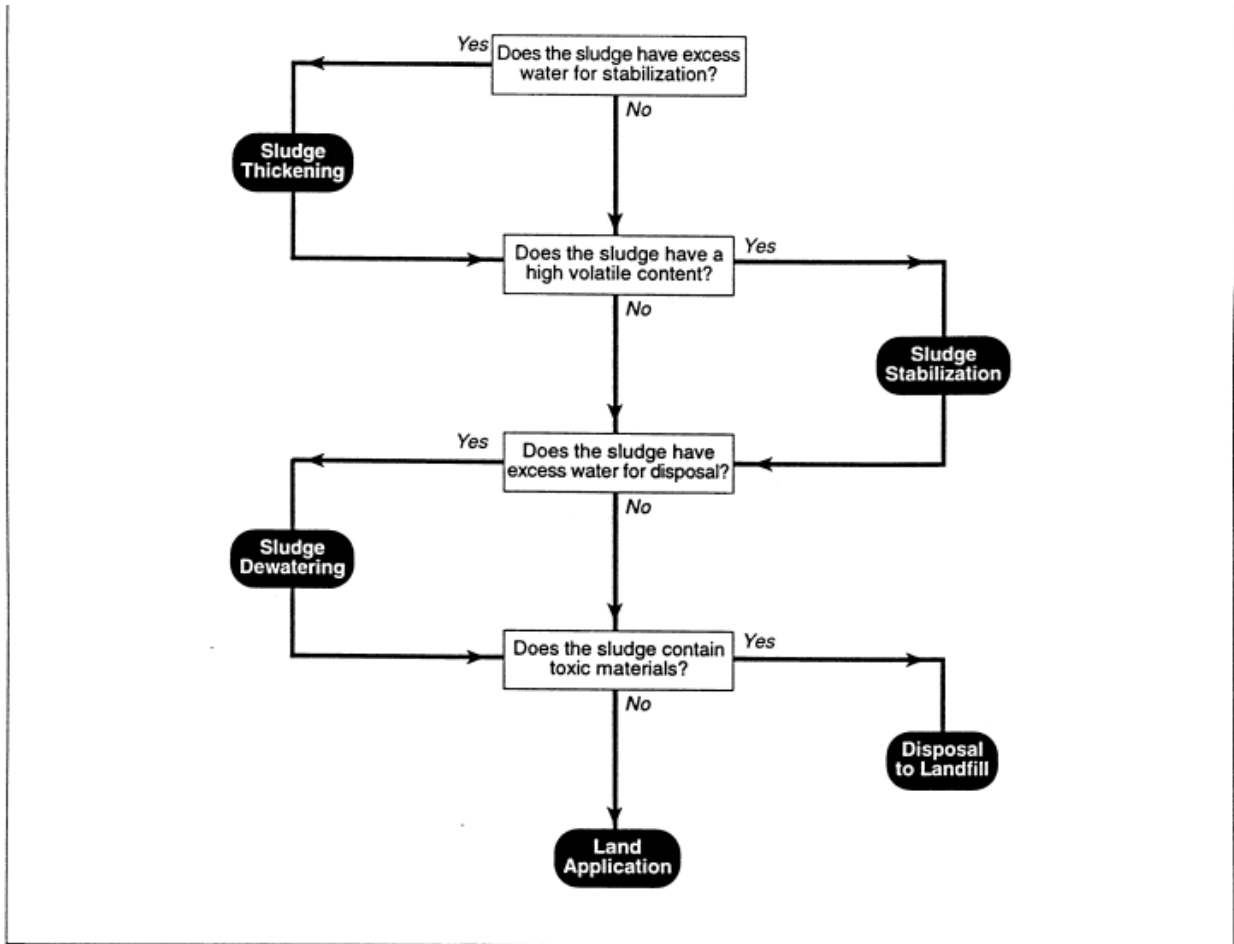 Yes
Does the sludge have excess
water for stabilization?
No
Sludge
Thickening
Does the sludge have a
high volatile content?
Yes
No
Sludge
Stabilization
Yes
Does the sludge have
excess water for disposal?
No
Sludge
Dewatering
Does the sludge contain
toxic materials?
Yes
No
Disposal
to Landfill
Land
Application